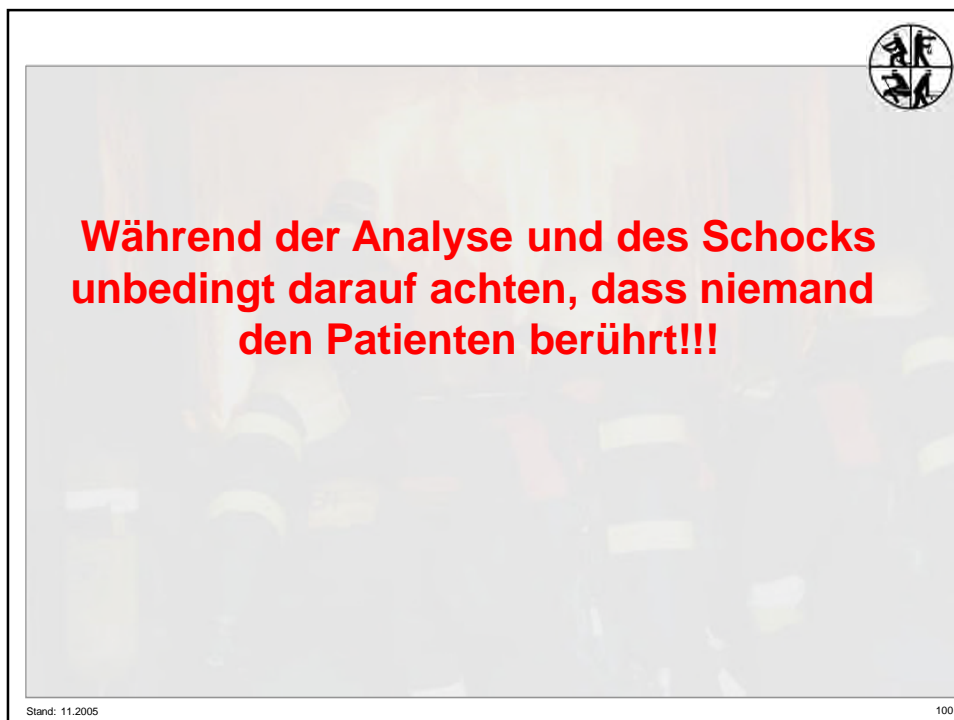 Während der Analyse und des Schocks
unbedingt darauf achten, dass niemand
den Patienten berührt!!!
Stand: 11.2005
100